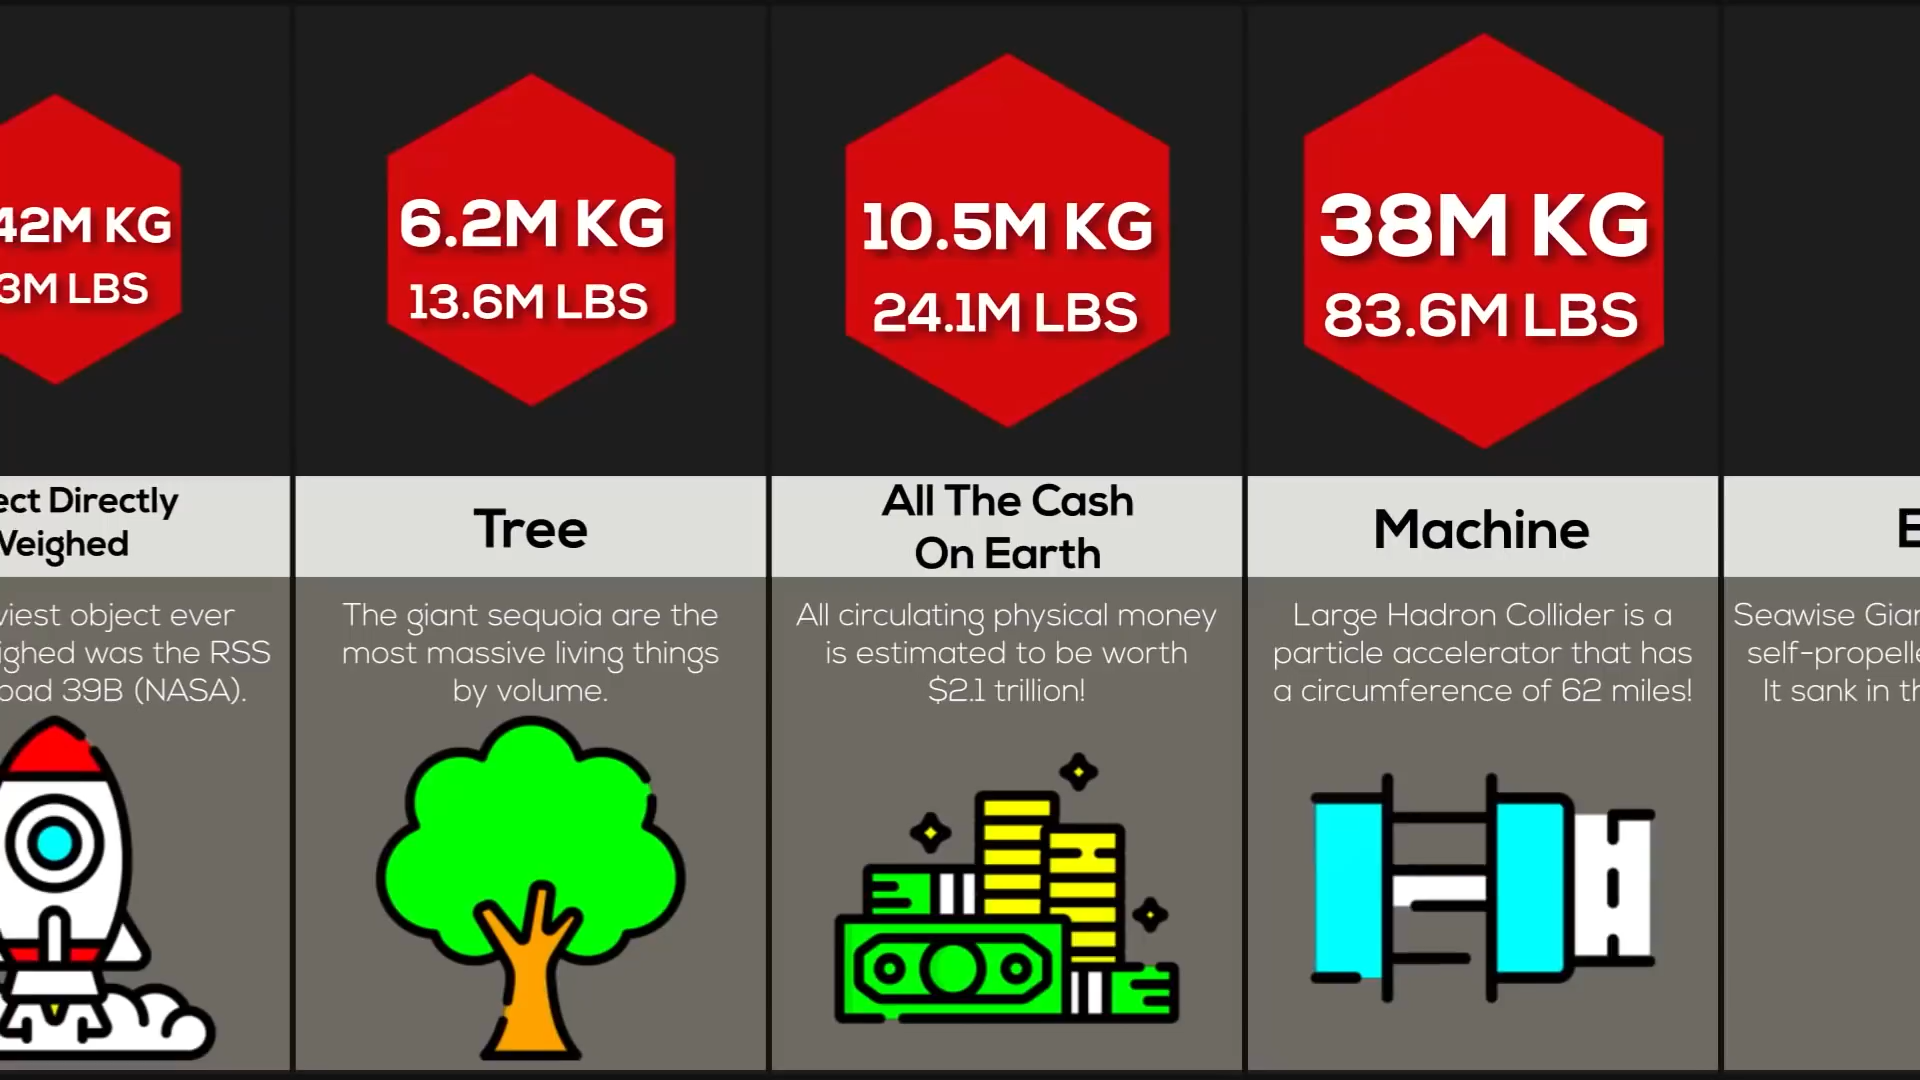 42M KG
3M LBS
ect Directly
Weighed
viest object ever
ighed was the RSS
pad 39B (NASA).
6.2M KG
13.6M LBS
Tree
The giant sequoia are the
most massive living things
by volume.
10.5M KG
24.1M LBS
All The Cash
On Earth
All circulating physical money
is estimated to be worth
$2.1 trillion!
38M KG
83.6M LBS
Machine
Large Hadron Collider is a
particle accelerator that has
a circumference of 62 miles!
E
Seawise Gian
self-propelle
It sank in th